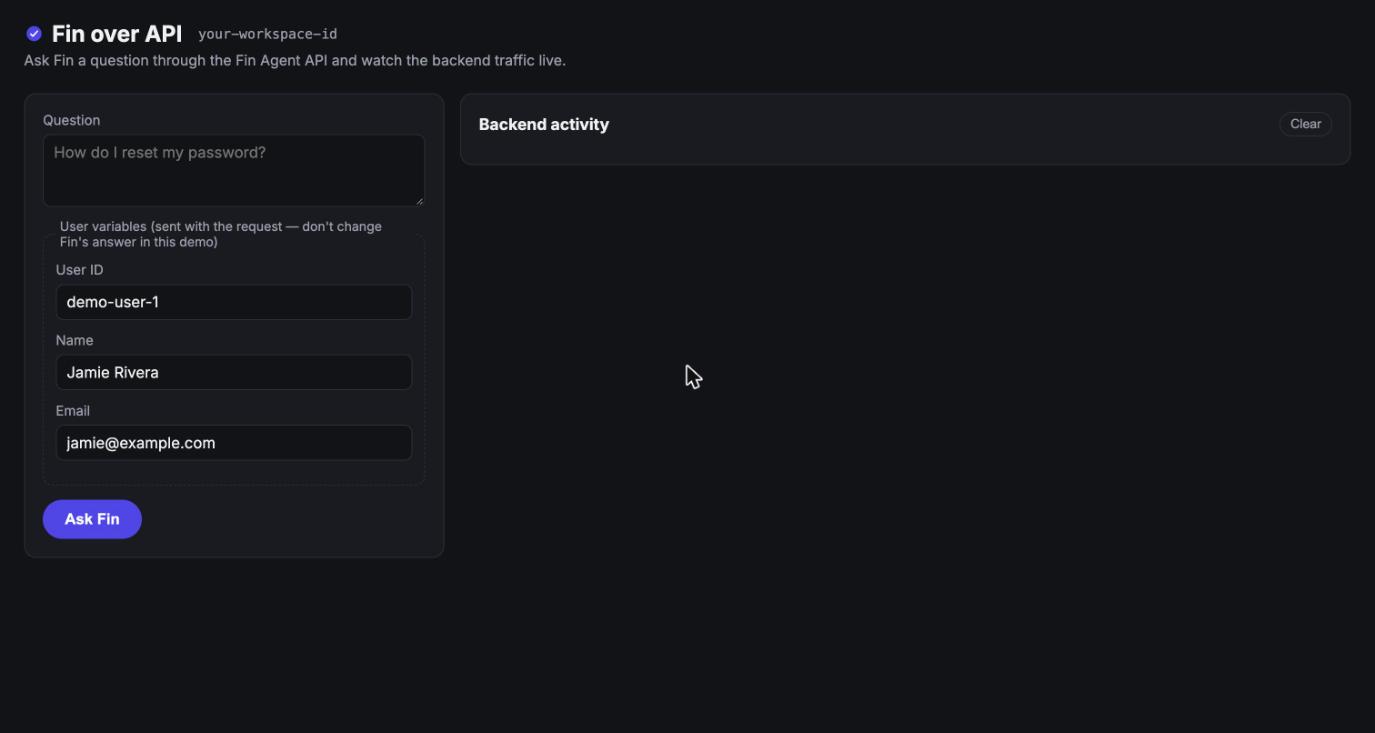 Fin over API your-workspace-id
Ask Fin a question through the Fin Agent API and watch the backend traffic live.
Question
How do I reset my password?
User variables (sent with the request — don't change
Fin's answer in this demo)
User ID
demo-user-1
Name
Jamie Rivera
Email
jamie@example.com
Ask Fin
Backend activity
Clear